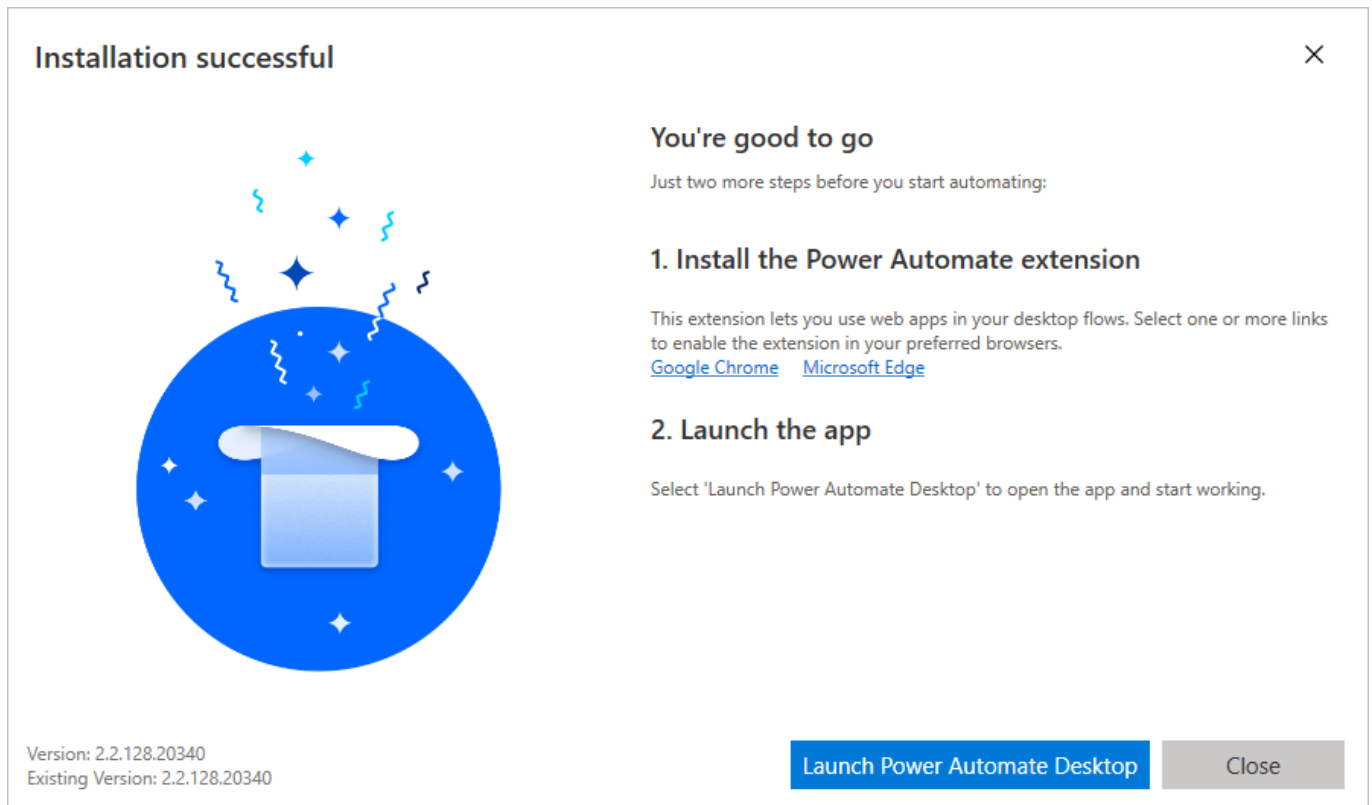 Installation successful
You're good to go
Just two more steps before you start automating:
1. Install the Power Automate extension
This extension lets you use web apps in your desktop flows. Select one or more links
to enable the extension in your preferred browsers.
Google Chrome Microsoft Edge
2. Launch the app
Select 'Launch Power Automate Desktop' to open the app and start working.
Version: 2.2.128.20340
Existing Version: 2.2.128.20340
Launch Power Automate Desktop Close